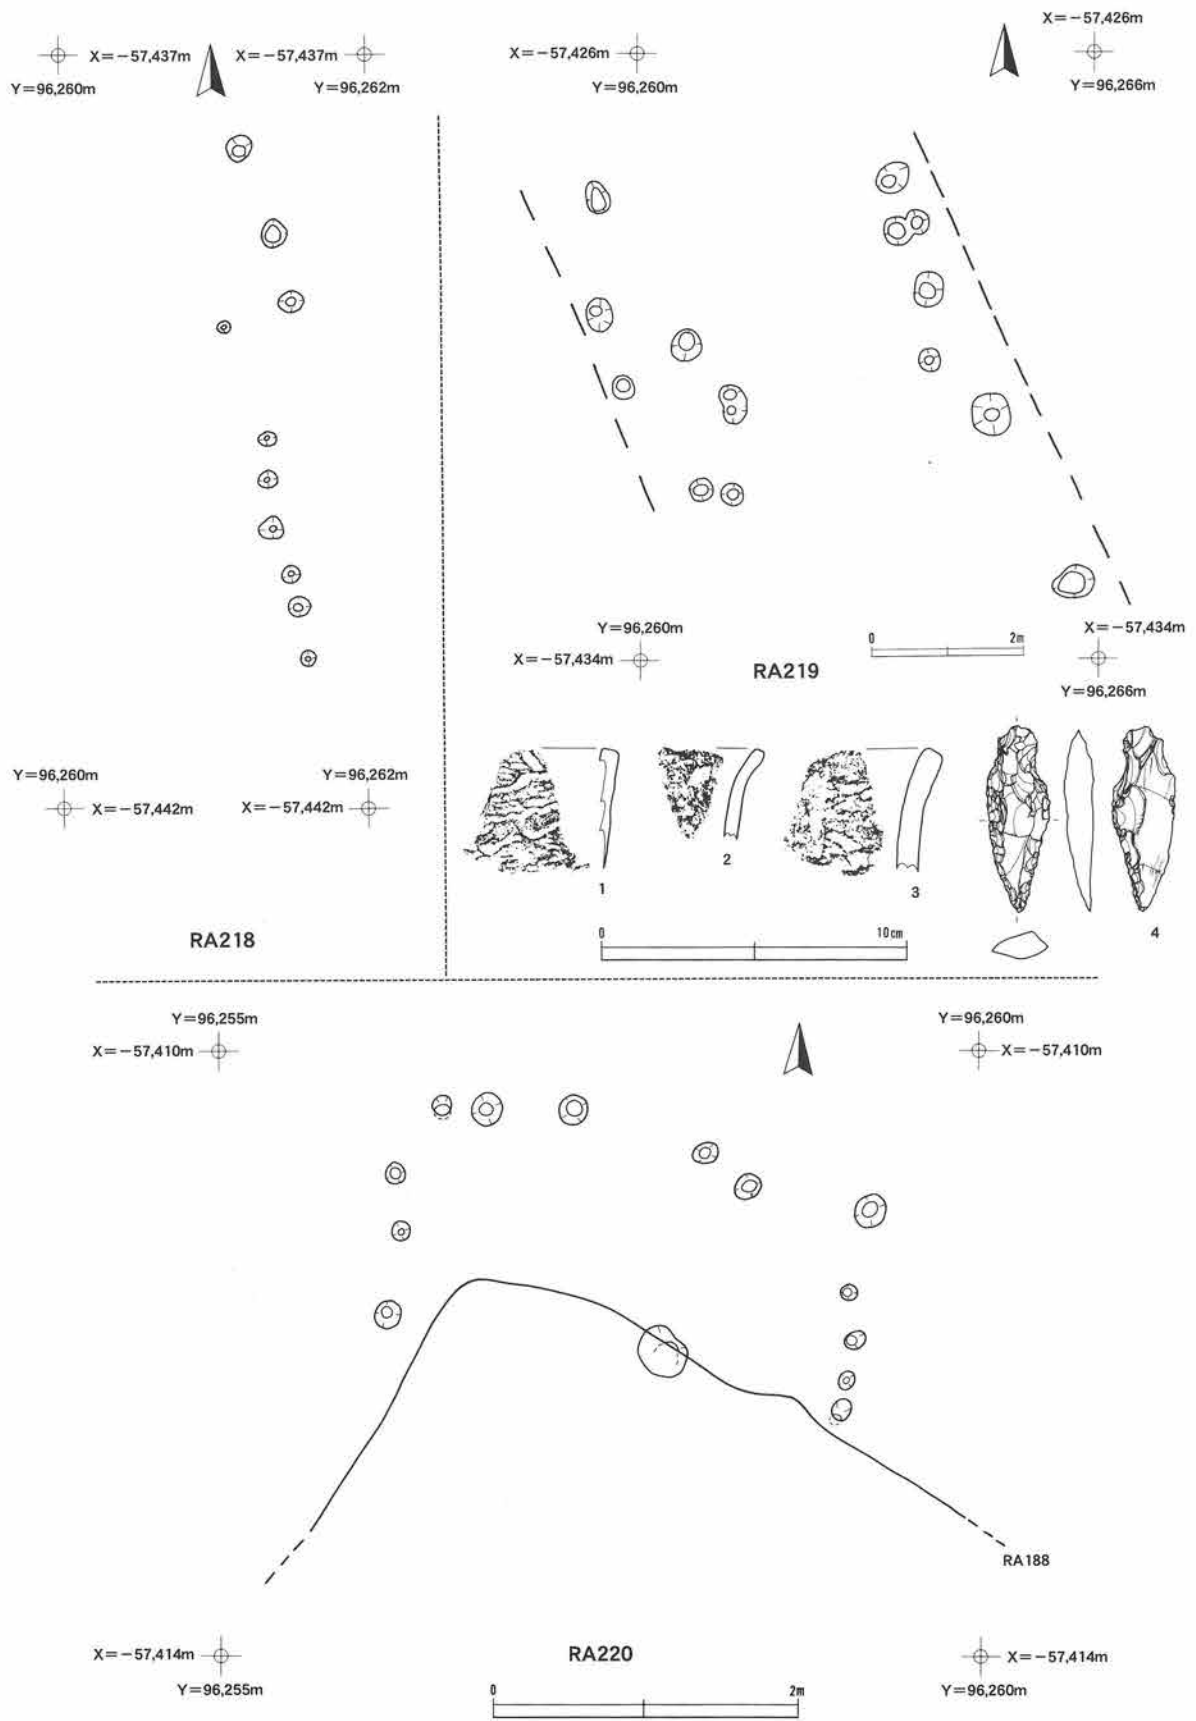 X=−57,437m
Y=96,260m
X=−57,437m
Y=96,262m
Y=96,260m
X=−57,442m
Y=96,262m
X=−57,442m
RA218
X=−57,426m
Y=96,260m
X=−57,426m
Y=96,266m
Y=96,260m
X=−57,434m
RA219
0 2m
X=−57,434m
Y=96,266m
1
2
3
4
0 10cm
Y=96,255m
X=−57,410m
Y=96,260m
X=−57,410m
RA188
X=−57,414m
Y=96,255m
RA220
X=−57,414m
Y=96,260m
0 2m